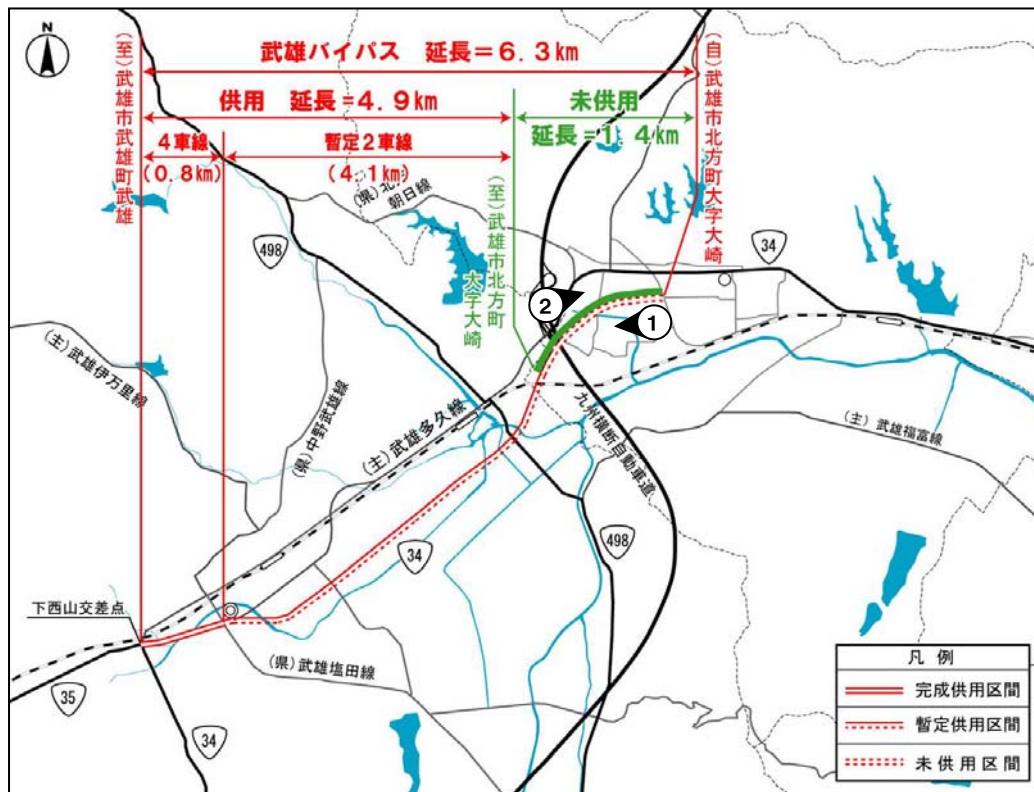 N
武雄バイパス 延長=6.3km
供用 延長=4.9km
未供用
延長=1.4km
4車線
(0.8km)
暫定2車線
(4.1km)
(至)武雄市武雄町武雄
(自)武雄市北方町大字大崎
(至)武雄市北方町
大字大崎
朝日線
498
34
②
①
(主)武雄伊万里線
(県)中野武雄線
(主)武雄多久線
九州横断自動車道
(主)武雄福富線
34
498
下西山交差点
(県)武雄塩田線
35
34
凡例
完成供用区間
暫定供用区間
未供用区間